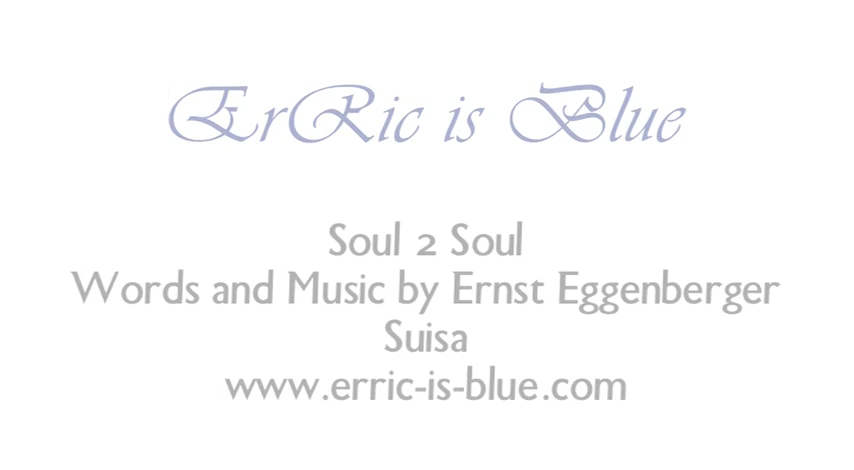 ErRic is Blue
Soul 2 Soul
Words and Music by Ernst Eggenberger
Suisa
www.erric-is-blue.com